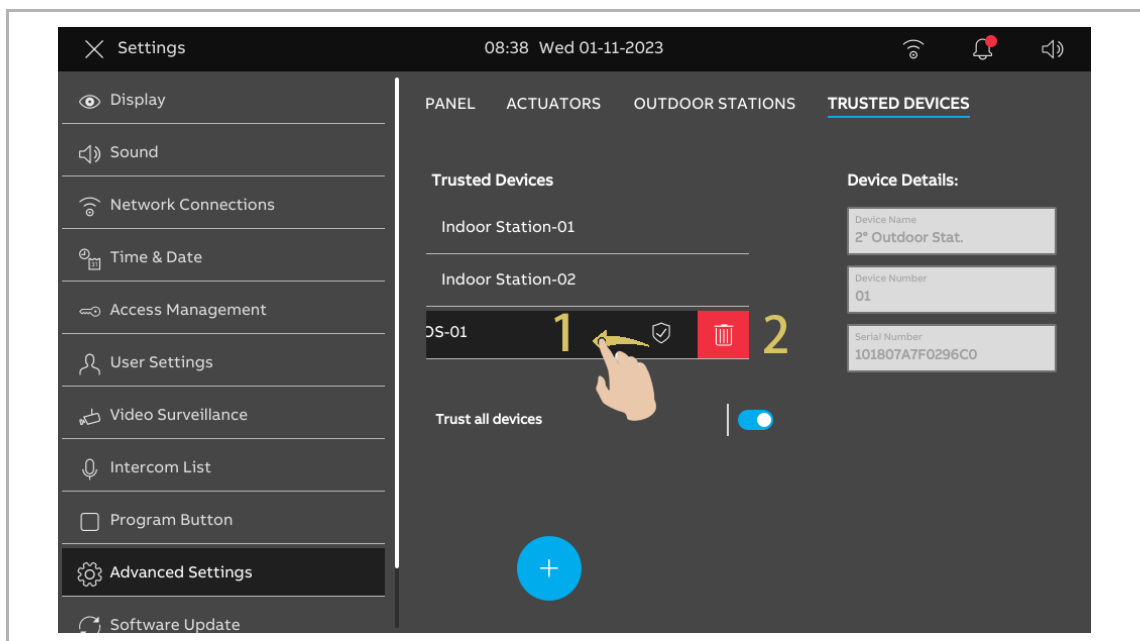 Settings
08:38 Wed 01-11-2023
Display
Sound
Network Connections
31
Time & Date
Access Management
User Settings
Video Surveillance
Intercom List
Program Button
Advanced Settings
Software Update
PANEL ACTUATORS OUTDOOR STATIONS TRUSTED DEVICES
Trusted Devices
Indoor Station-01
Indoor Station-02
OS-01 1 2
Trust all devices
+
Device Details:
Device Name
2° Outdoor Stat.
Device Number
01
Serial Number
101807A7F0296C0